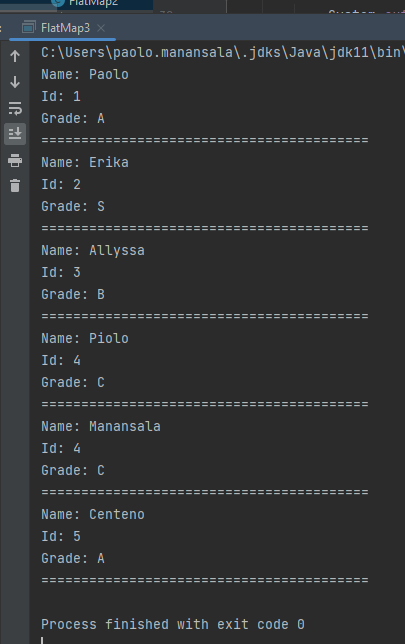 FlatMap2
FlatMap3
C:\Users\paolo.manansala\.jdks\Java\jdk11\bin\
Name: Paolo
Id: 1
Grade: A
=========================================
Name: Erika
Id: 2
Grade: S
=========================================
Name: Allyssa
Id: 3
Grade: B
=========================================
Name: Piolo
Id: 4
Grade: C
=========================================
Name: Manansala
Id: 4
Grade: C
=========================================
Name: Centeno
Id: 5
Grade: A
=========================================
Process finished with exit code 0